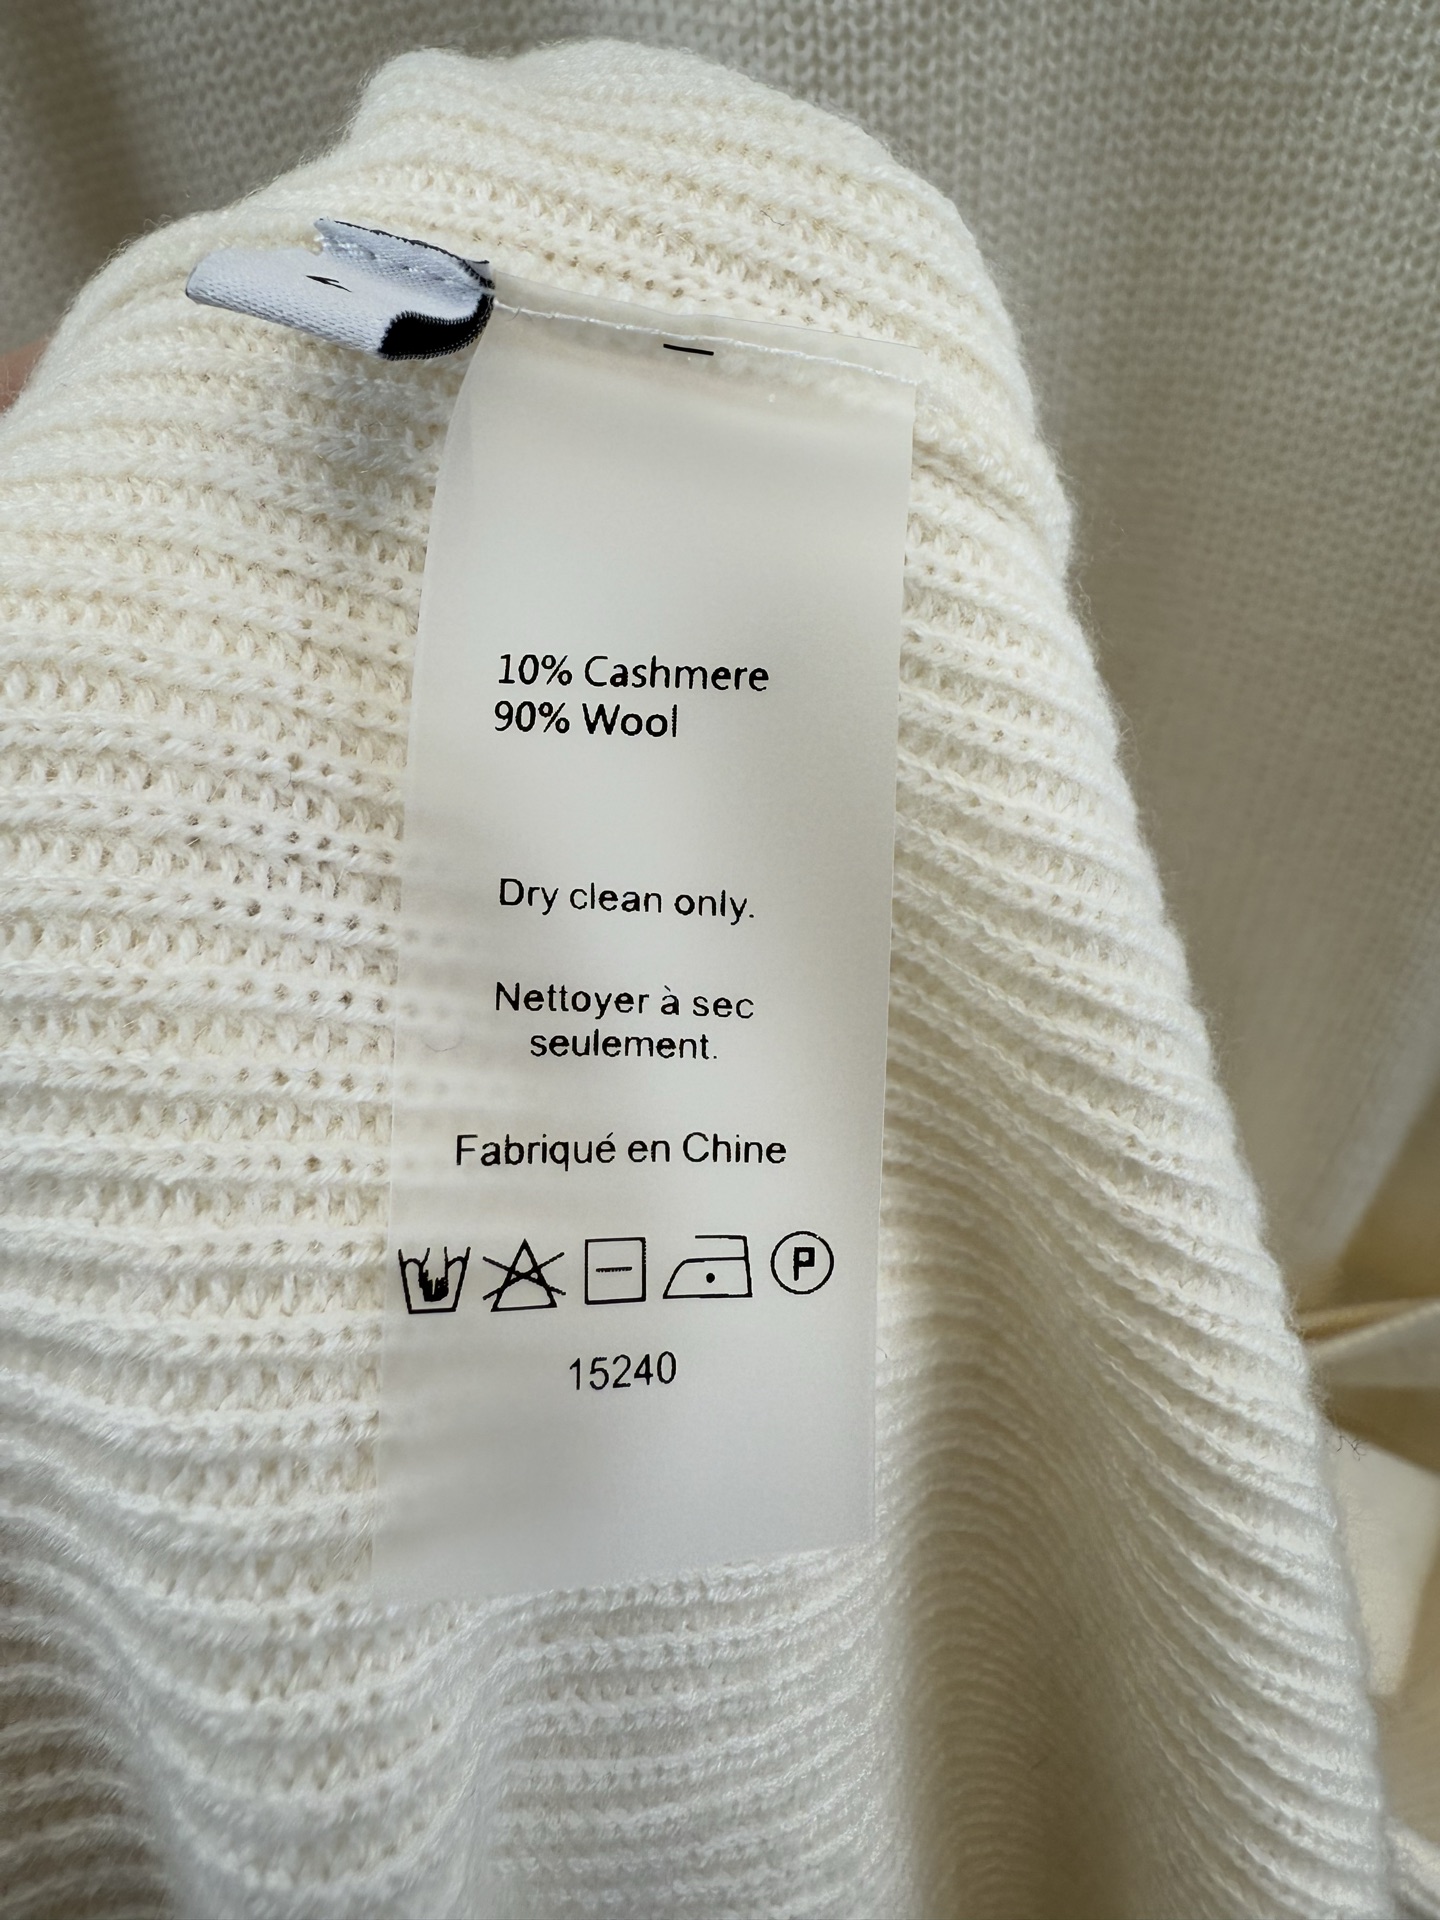 10% Cashmere
90% Wool
Dry clean only.
Nettoyer à sec
seulement.
Fabriqué en Chine
P
15240